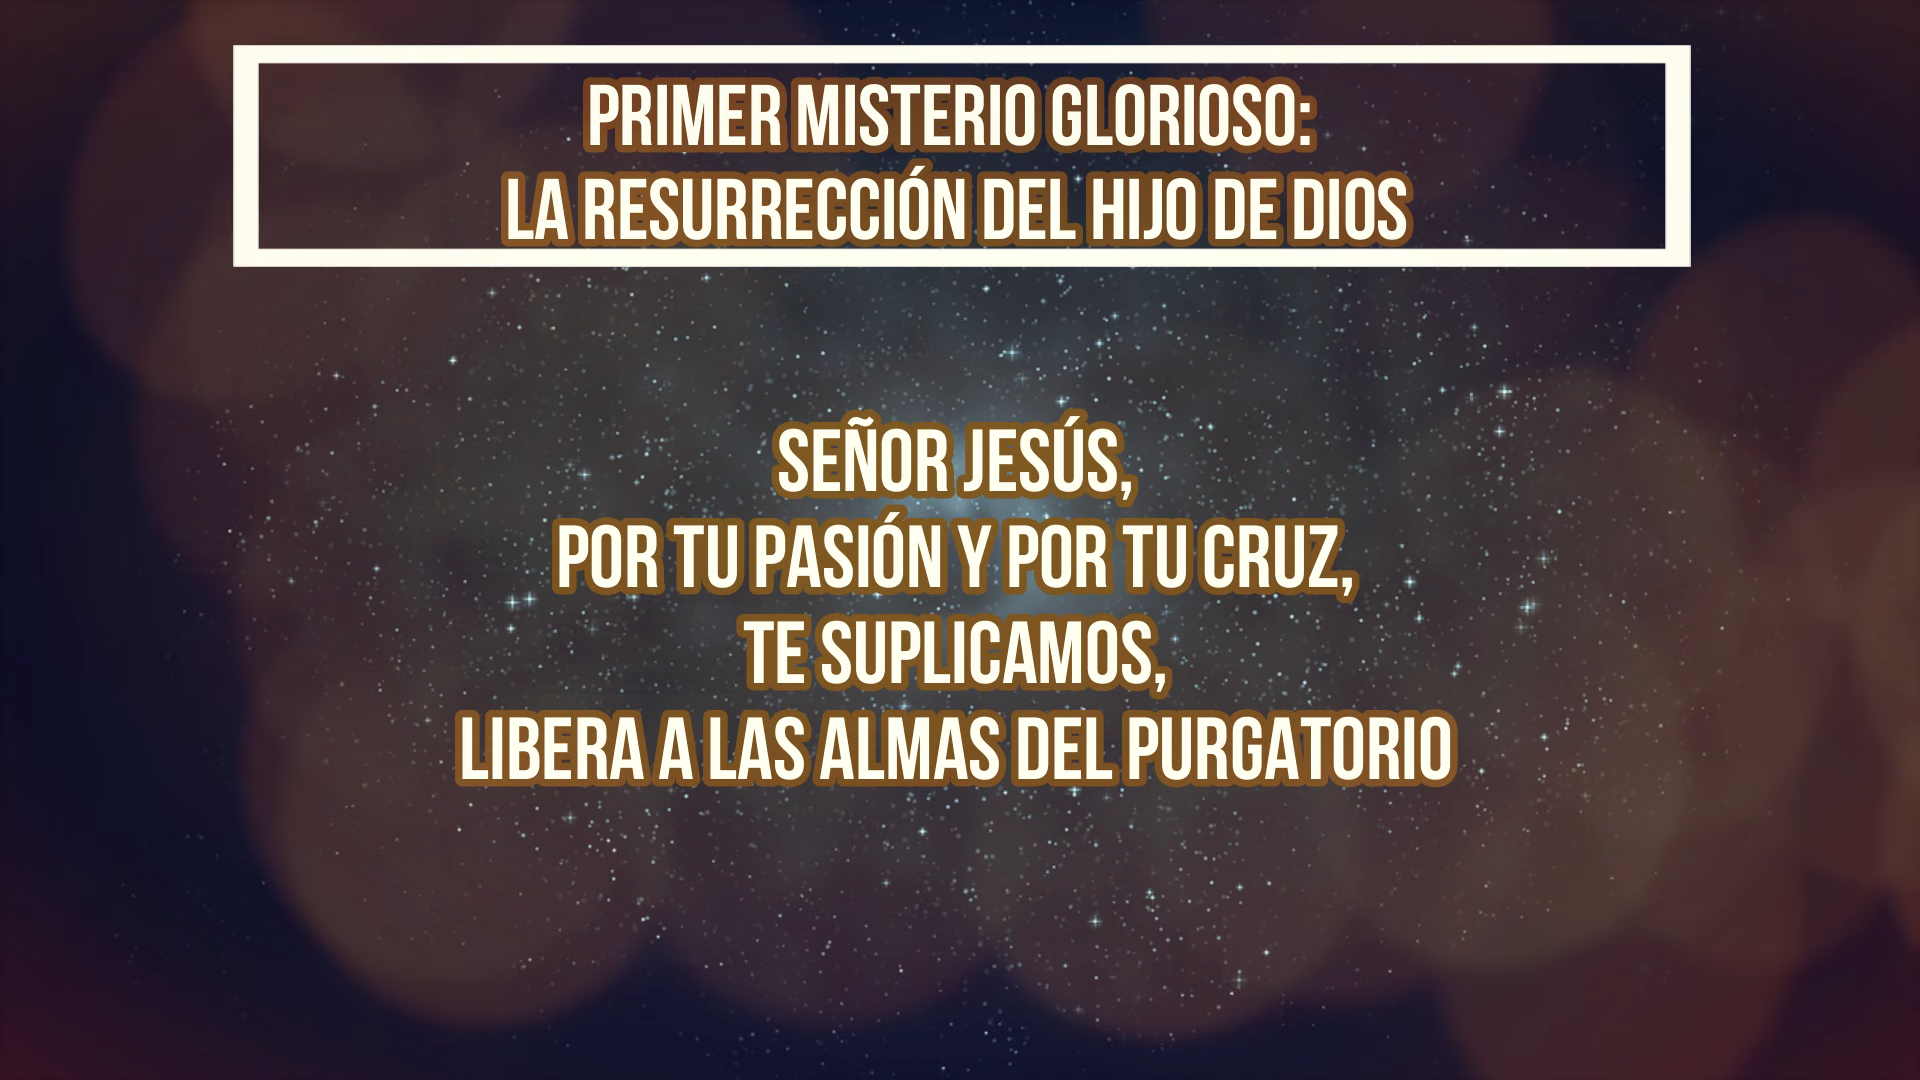 PRIMER MISTERIO GLORIOSO:
LA RESURRECCIÓN DEL HIJO DE DIOS
SEÑOR JESÚS,
POR TU PASIÓN Y POR TU CRUZ,
TE SUPLICAMOS,
LIBERA A LAS ALMAS DEL PURGATORIO